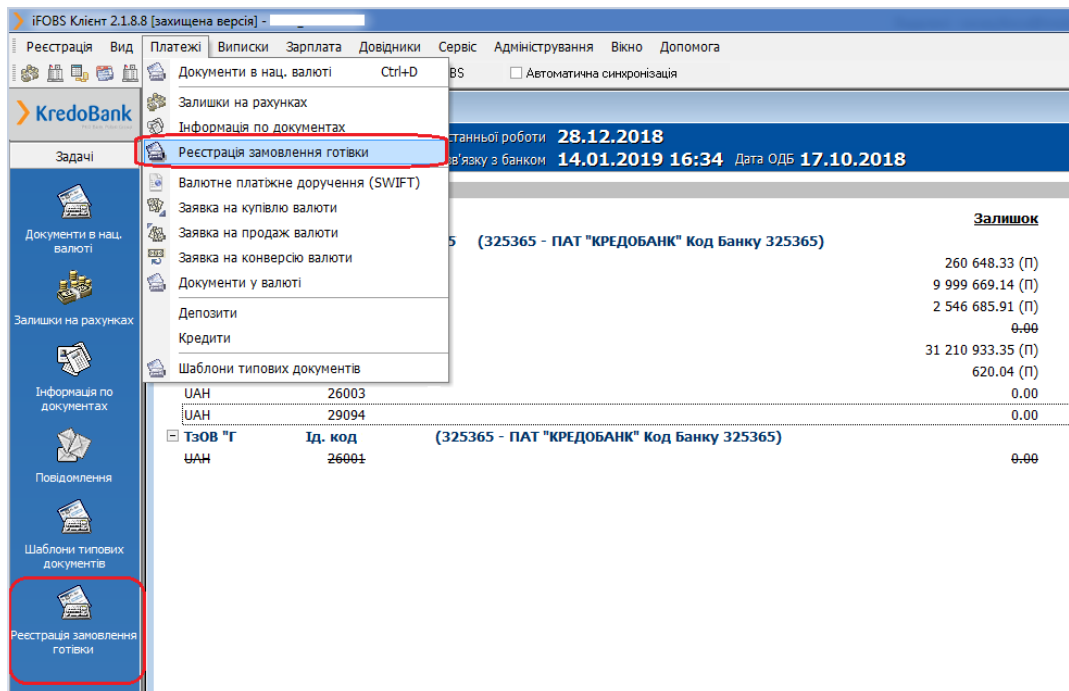 iFOBS Клієнт 2.1.8.8 [захищена версія] -
Реєстрація Вид Платежі Виписки Зарплата Довідники Сервіс Адміністрування Вікно Допомога
BS Автоматична синхронізація
Документи в нац. валюті Ctrl+D
Залишки на рахунках
Інформація по документах
Реєстрація замовлення готівки
Валютне платіжне доручення (SWIFT)
Заявка на купівлю валюти
Заявка на продаж валюти
Заявка на конверсію валюти
Документи у валюті
Депозити
Кредити
Шаблони типових документів
KredoBank
Задачі
Документи в нац.
валюті
Залишки на рахунках
Інформація по
документах
Повідомлення
Шаблони типових
документів
Реєстрація замовлення
готівки
станньої роботи 28.12.2018
зв'язку з банком 14.01.2019 16:34 Дата ОДБ 17.10.2018
Залишок
5 (325365 - ПАТ "КРЕДОБАНК" Код Банку 325365)
260 648.33 (П)
9 999 669.14 (П)
2 546 685.91 (П)
0.00
31 210 933.35 (П)
620.04 (П)
UAH 26003 0.00
UAH 29094 0.00
ТзОВ "Г Ід. код (325365 - ПАТ "КРЕДОБАНК" Код Банку 325365)
UAH 26001 0.00